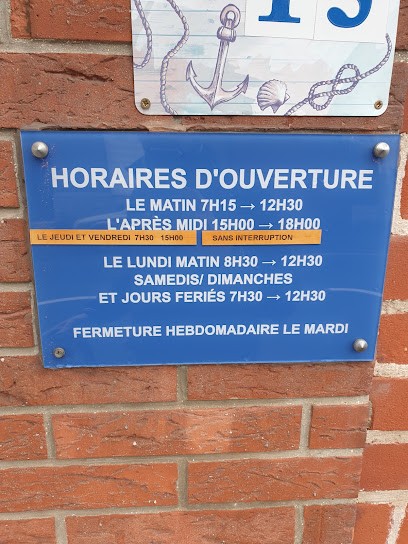 HORAIRES D'OUVERTURE
LE MATIN 7H15 → 12H30
L'APRÈS MIDI 15H00 → 18H00
LE JEUDI ET VENDREDI 7H30 15H00 SANS INTERRUPTION
LE LUNDI MATIN 8H30 → 12H30
SAMEDIS/ DIMANCHES
ET JOURS FERIÉS 7H30 → 12H30
FERMETURE HEBDOMADAIRE LE MARDI